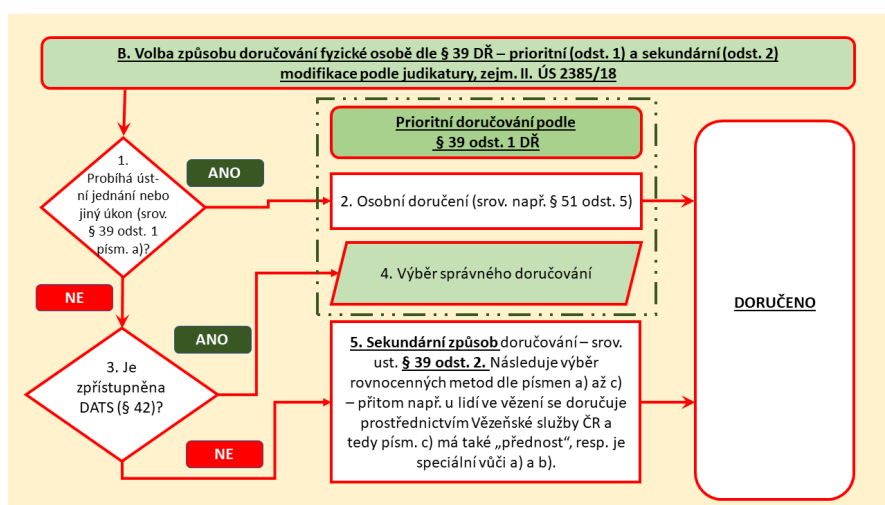 B. Volba způsobu doručování fyzické osobě dle § 39 DŘ – prioritní (odst. 1) a sekundární (odst. 2)
modifikace podle judikatury, zejm. II. ÚS 2385/18
Prioritní doručování podle
§ 39 odst. 1 DŘ
1.
Probíhá úst-
ní jednání nebo
jiný úkon (srov.
§ 39 odst. 1
písm. a)?
ANO
2. Osobní doručení (srov. např. § 51 odst. 5)
4. Výběr správného doručování
NE
DORUČENO
ANO
3. Je
zpřístupněna
DATS (§ 42)?
5. Sekundární způsob doručování – srov.
ust. § 39 odst. 2. Následuje výběr
rovnocenných metod dle písmen a) až c)
– přitom např. u lidí ve vězení se doručuje
prostřednictvím Vězeňské služby ČR a
tedy písm. c) má také „přednost“, resp. je
speciální vůči a) a b).
NE